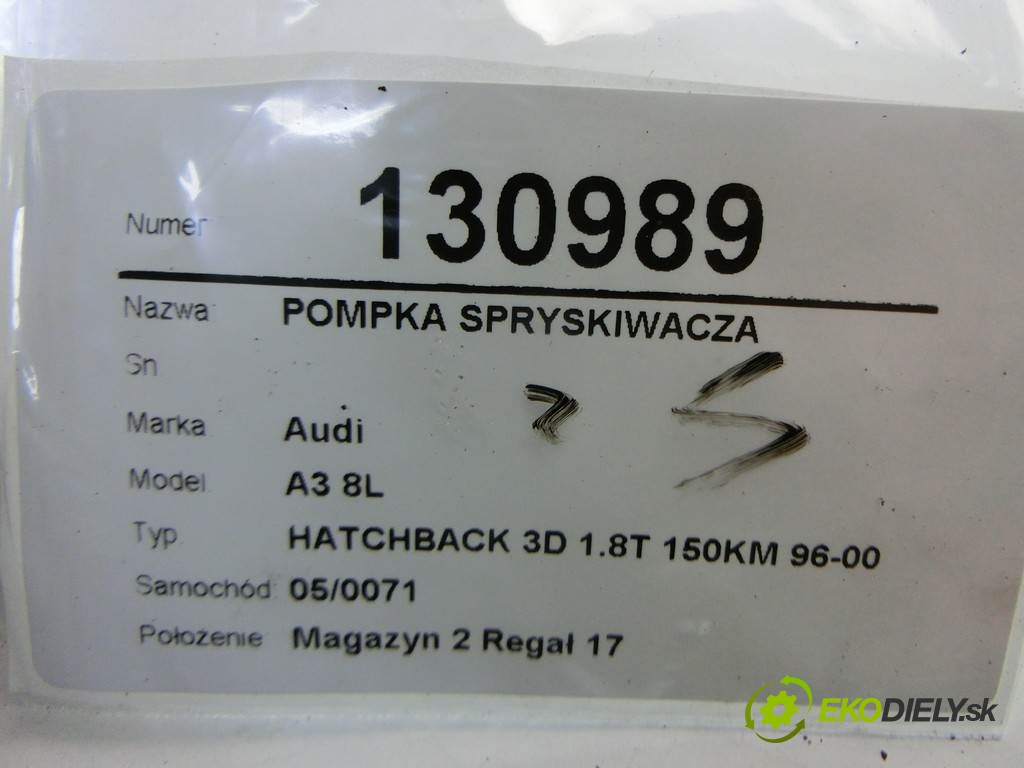 Numer 130989
Nazwa POMPKA SPRYSKIWACZA
Sn
Marka Audi
Model A3 8L
Typ HATCHBACK 3D 1.8T 150KM 96-00
Samochód 05/0071
Położenie Magazyn 2 Regał 17
EKODIELY.sk